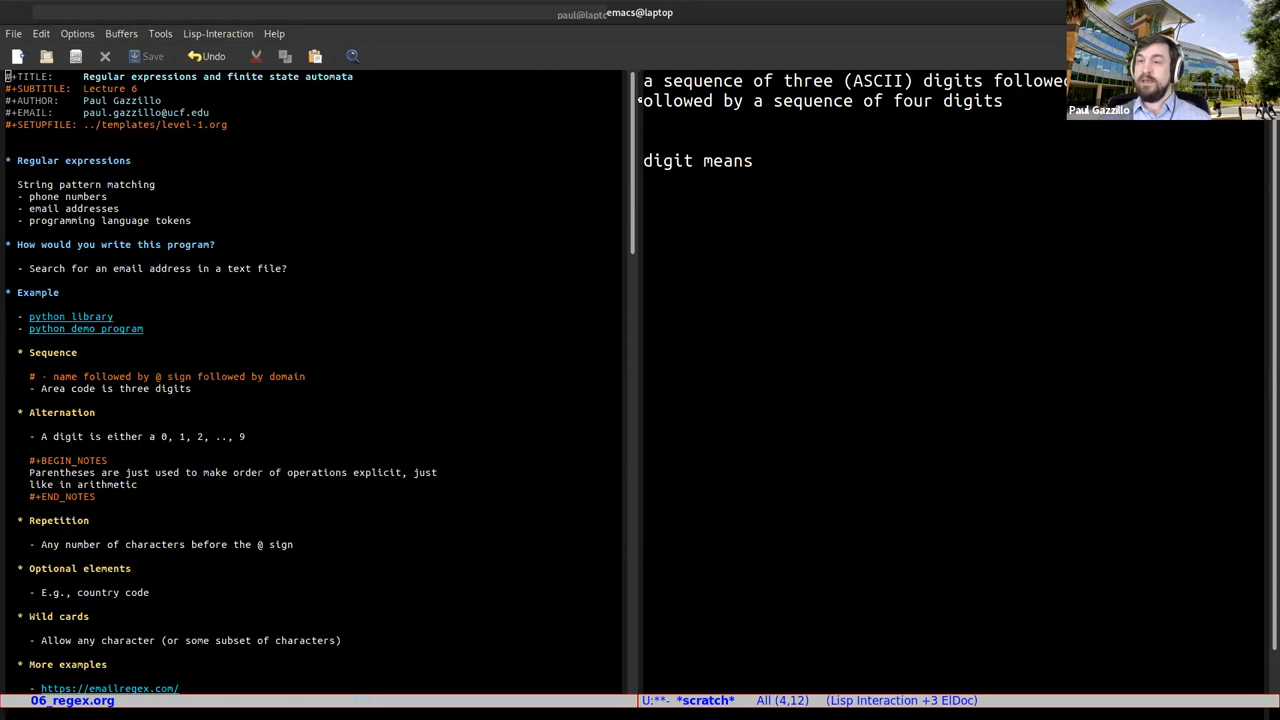 paul@lapto
emacs@laptop
File Edit Options Buffers Tools Lisp-Interaction Help
Save Undo
#+TITLE: Regular expressions and finite state automata
#+SUBTITLE: Lecture 6
#+AUTHOR: Paul Gazzillo
#+EMAIL: paul.gazzillo@ucf.edu
#+SETUPFILE: ../templates/level-1.org
* Regular expressions
String pattern matching
- phone numbers
- email addresses
- programming language tokens
* How would you write this program?
- Search for an email address in a text file?
* Example
- python library
- python demo program
* Sequence
# - name followed by @ sign followed by domain
- Area code is three digits
* Alternation
- A digit is either a 0, 1, 2, .., 9
#+BEGIN_NOTES
Parentheses are just used to make order of operations explicit, just
like in arithmetic
#+END_NOTES
* Repetition
- Any number of characters before the @ sign
* Optional elements
- E.g., country code
* Wild cards
- Allow any character (or some subset of characters)
* More examples
- https://emailregex.com/
06_regex.org
a sequence of three (ASCII) digits followed
ollowed by a sequence of four digits
digit means
U:**- *scratch* All (4,12) (Lisp Interaction +3 ElDoc)
Paul Gazzillo